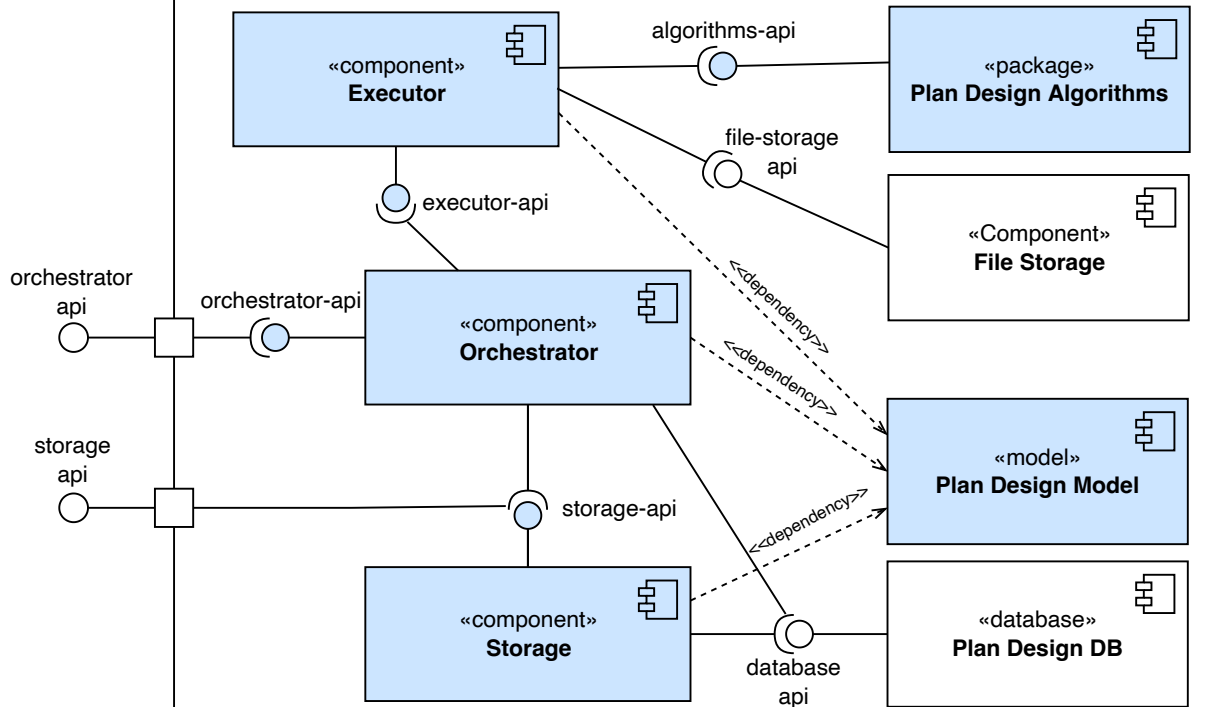 «component»
Executor
algorithms-api
«package»
Plan Design Algorithms
file-storage
api
«Component»
File Storage
executor-api
orchestrator
api
orchestrator-api
«component»
Orchestrator
<<dependency>>
<<dependency>>
storage
api
«model»
Plan Design Model
storage-api
<<dependency>>
«component»
Storage
database
api
«database»
Plan Design DB